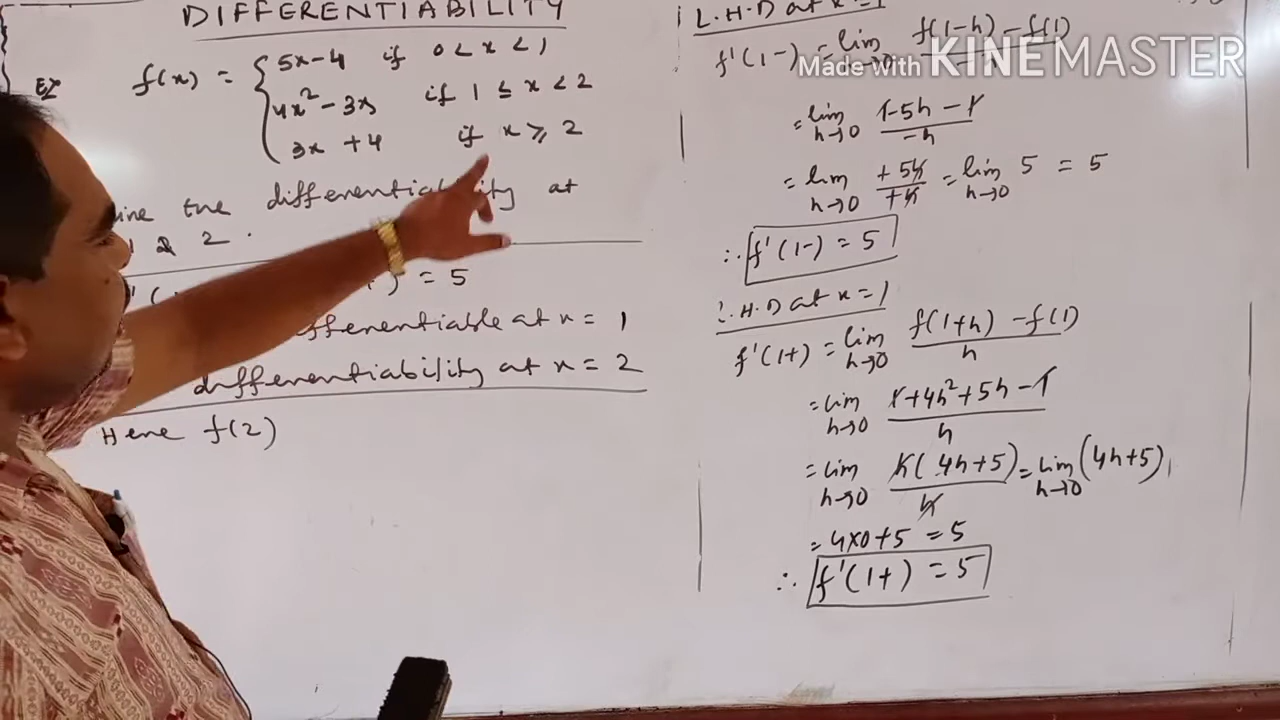 DIFFERENTIABILITY
Ex f(x) = { 5x-4 if 0<x<1
4x²-3x if 1≤x<2
3x+4 if x≥2
the differentiability at
1 & 2.
= 5
differentiable at x = 1
differentiability at x = 2
Here f(2)
L.H.D at x=1
f'(1-) = lim h→0 f(1-h)-f(1)
= lim h→0 1-5h-1/-h
= lim h→0 +5h/+h = lim h→0 5 = 5
∴ f'(1-) = 5
.H.D at x=1
f'(1+) = lim h→0 f(1+h)-f(1)/h
= lim h→0 1+4h²+5h-1/h
= lim h→0 h(4h+5)/h = lim h→0 (4h+5)
= 4×0+5 = 5
∴ f'(1+) = 5
Made with KINEMASTER